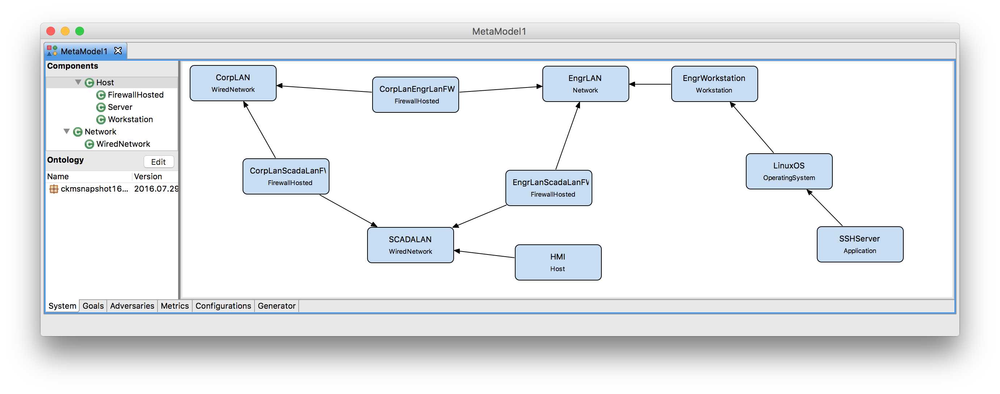 MetaModel1
MetaModel1
Components
Host
FirewallHosted
Server
Workstation
Network
WiredNetwork
Ontology
Edit
Name Version
ckmsnapshot16... 2016.07.29
CorpLAN
WiredNetwork
CorpLanEngrLanFW
FirewallHosted
EngrLAN
Network
EngrWorkstation
Workstation
CorpLanScadaLanF
FirewallHosted
EngrLanScadaLanF
FirewallHosted
LinuxOS
OperatingSystem
SCADALAN
WiredNetwork
HMI
Host
SSHServer
Application
System Goals Adversaries Metrics Configurations Generator